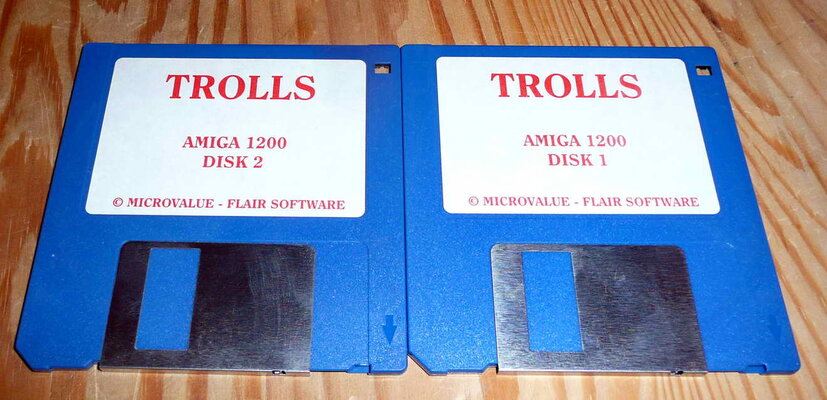 TROLLS
AMIGA 1200
DISK 2
© MICROVALUE - FLAIR SOFTWARE
TROLLS
AMIGA 1200
DISK 1
© MICROVALUE - FLAIR SOFTWARE